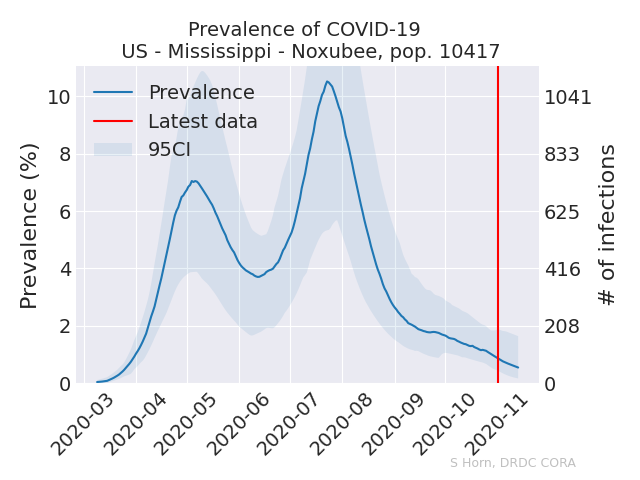 Prevalence of COVID-19
US - Mississippi - Noxubee, pop. 10417
Prevalence
Latest data
95CI
Prevalence (%)
10
8
6
4
2
0
1041
833
625
416
208
0
# of infections
2020-03
2020-04
2020-05
2020-06
2020-07
2020-08
2020-09
2020-10
2020-11
S Horn, DRDC CORA